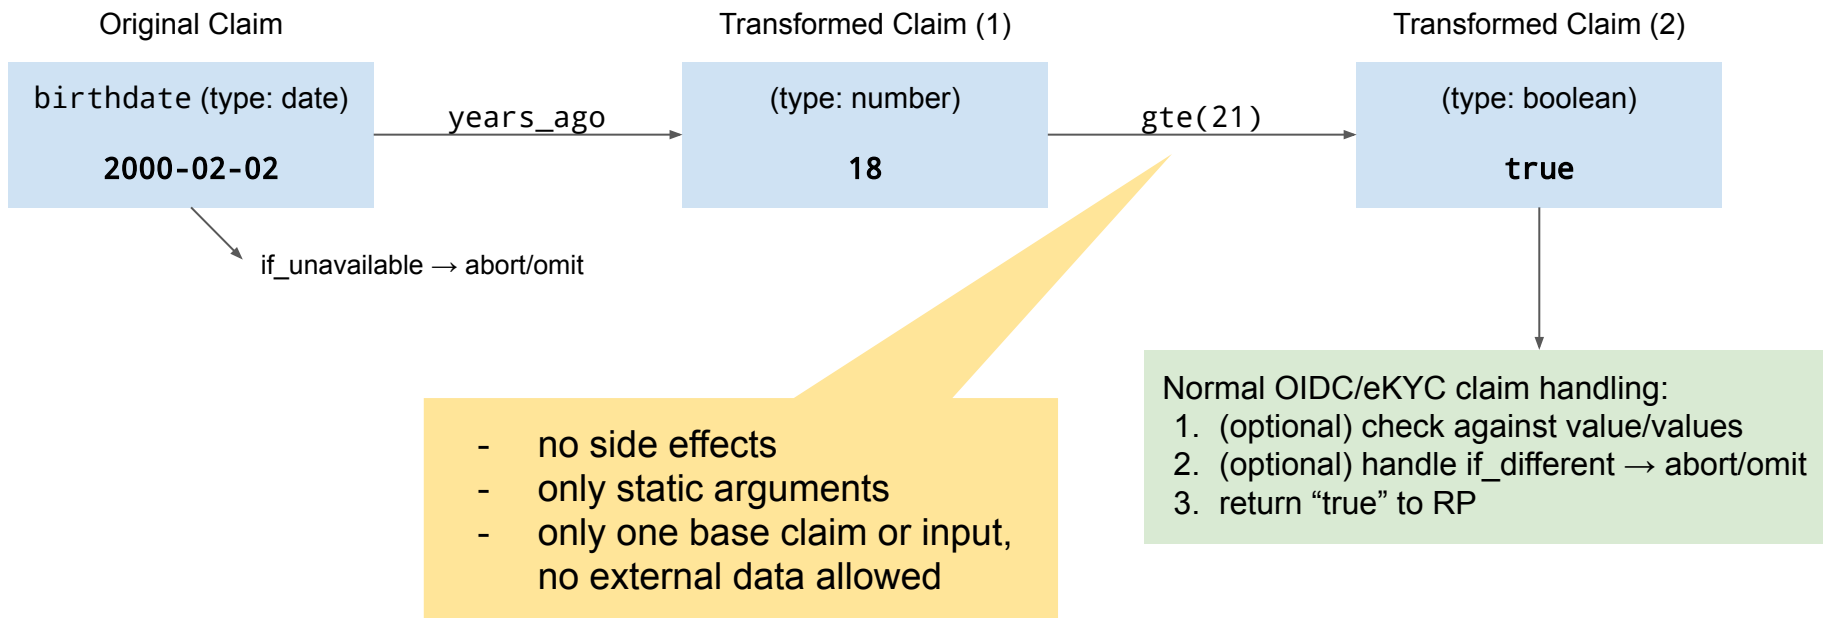 Original Claim
Transformed Claim (1)
Transformed Claim (2)
birthdate (type: date)
2000-02-02
years_ago
(type: number)
18
gte(21)
(type: boolean)
true
if_unavailable → abort/omit
- no side effects
- only static arguments
- only one base claim or input,
no external data allowed
Normal OIDC/eKYC claim handling:
1. (optional) check against value/values
2. (optional) handle if_different → abort/omit
3. return “true” to RP